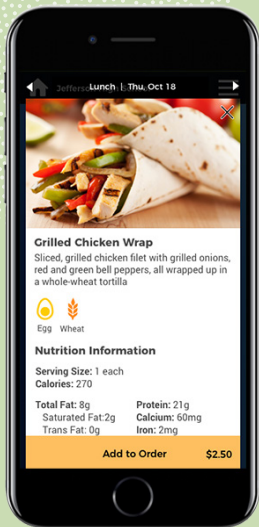 Lunch | Thu, Oct 18
Grilled Chicken Wrap
Sliced, grilled chicken filet with grilled onions,
red and green bell peppers, all wrapped up in
a whole-wheat tortilla
Egg Wheat
Nutrition Information
Serving Size: 1 each
Calories: 270
Total Fat: 8g Protein: 21g
Saturated Fat:2g Calcium: 60mg
Trans Fat: 0g Iron: 2mg
Add to Order $2.50